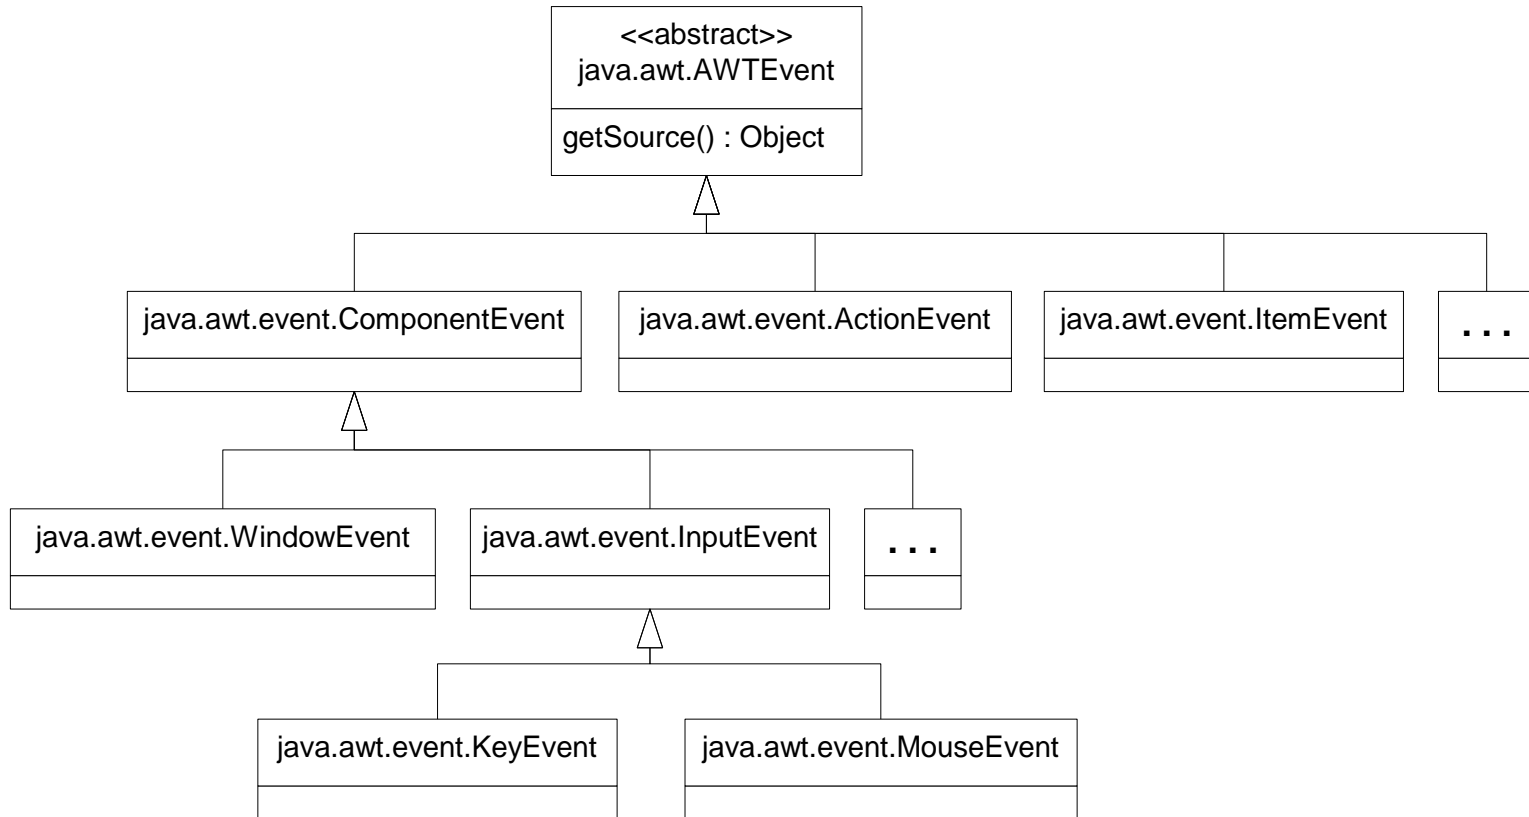 <<abstract>>
java.awt.AWTEvent
getSource() : Object
java.awt.event.ComponentEvent
java.awt.event.ActionEvent
java.awt.event.ItemEvent
. . .
java.awt.event.WindowEvent
java.awt.event.InputEvent
. . .
java.awt.event.KeyEvent
java.awt.event.MouseEvent